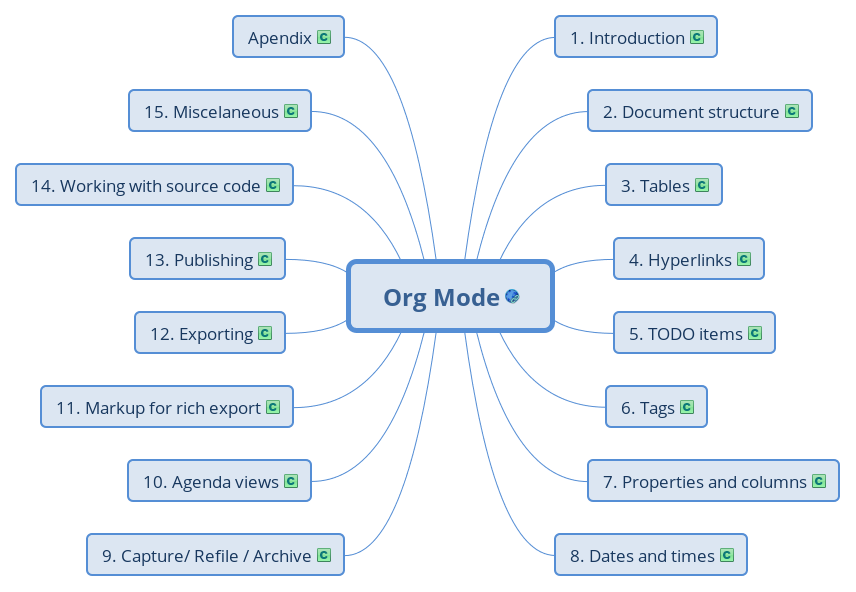 Org Mode
1. Introduction
2. Document structure
3. Tables
4. Hyperlinks
5. TODO items
6. Tags
7. Properties and columns
8. Dates and times
9. Capture/ Refile / Archive
10. Agenda views
11. Markup for rich export
12. Exporting
13. Publishing
14. Working with source code
15. Miscelaneous
Apendix